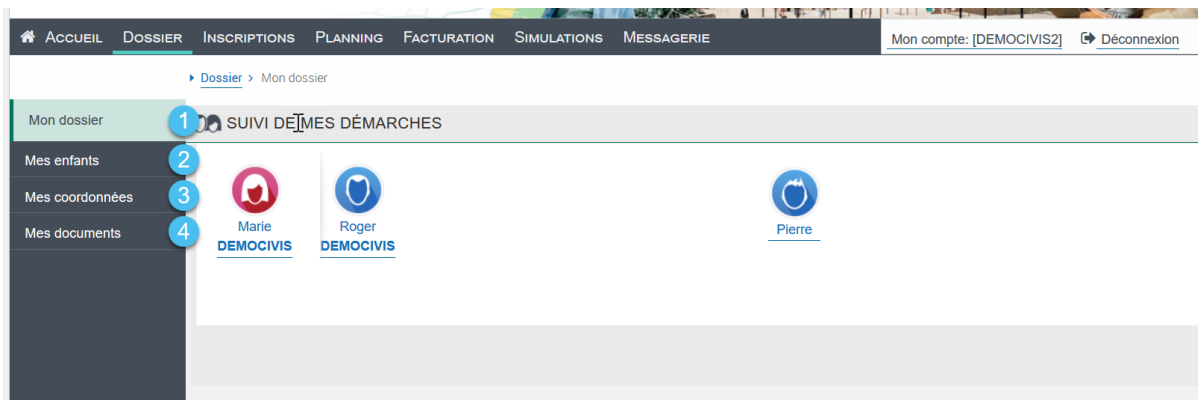 Accueil Dossier Inscriptions Planning Facturation Simulations Messagerie Mon compte: [DEMOCIVIS2] Déconnexion
Dossier > Mon dossier
Mon dossier 1
SUIVI DE MES DÉMARCHES
Mes enfants 2
Mes coordonnées 3
Mes documents 4
Marie
DEMOCIVIS
Roger
DEMOCIVIS
Pierre